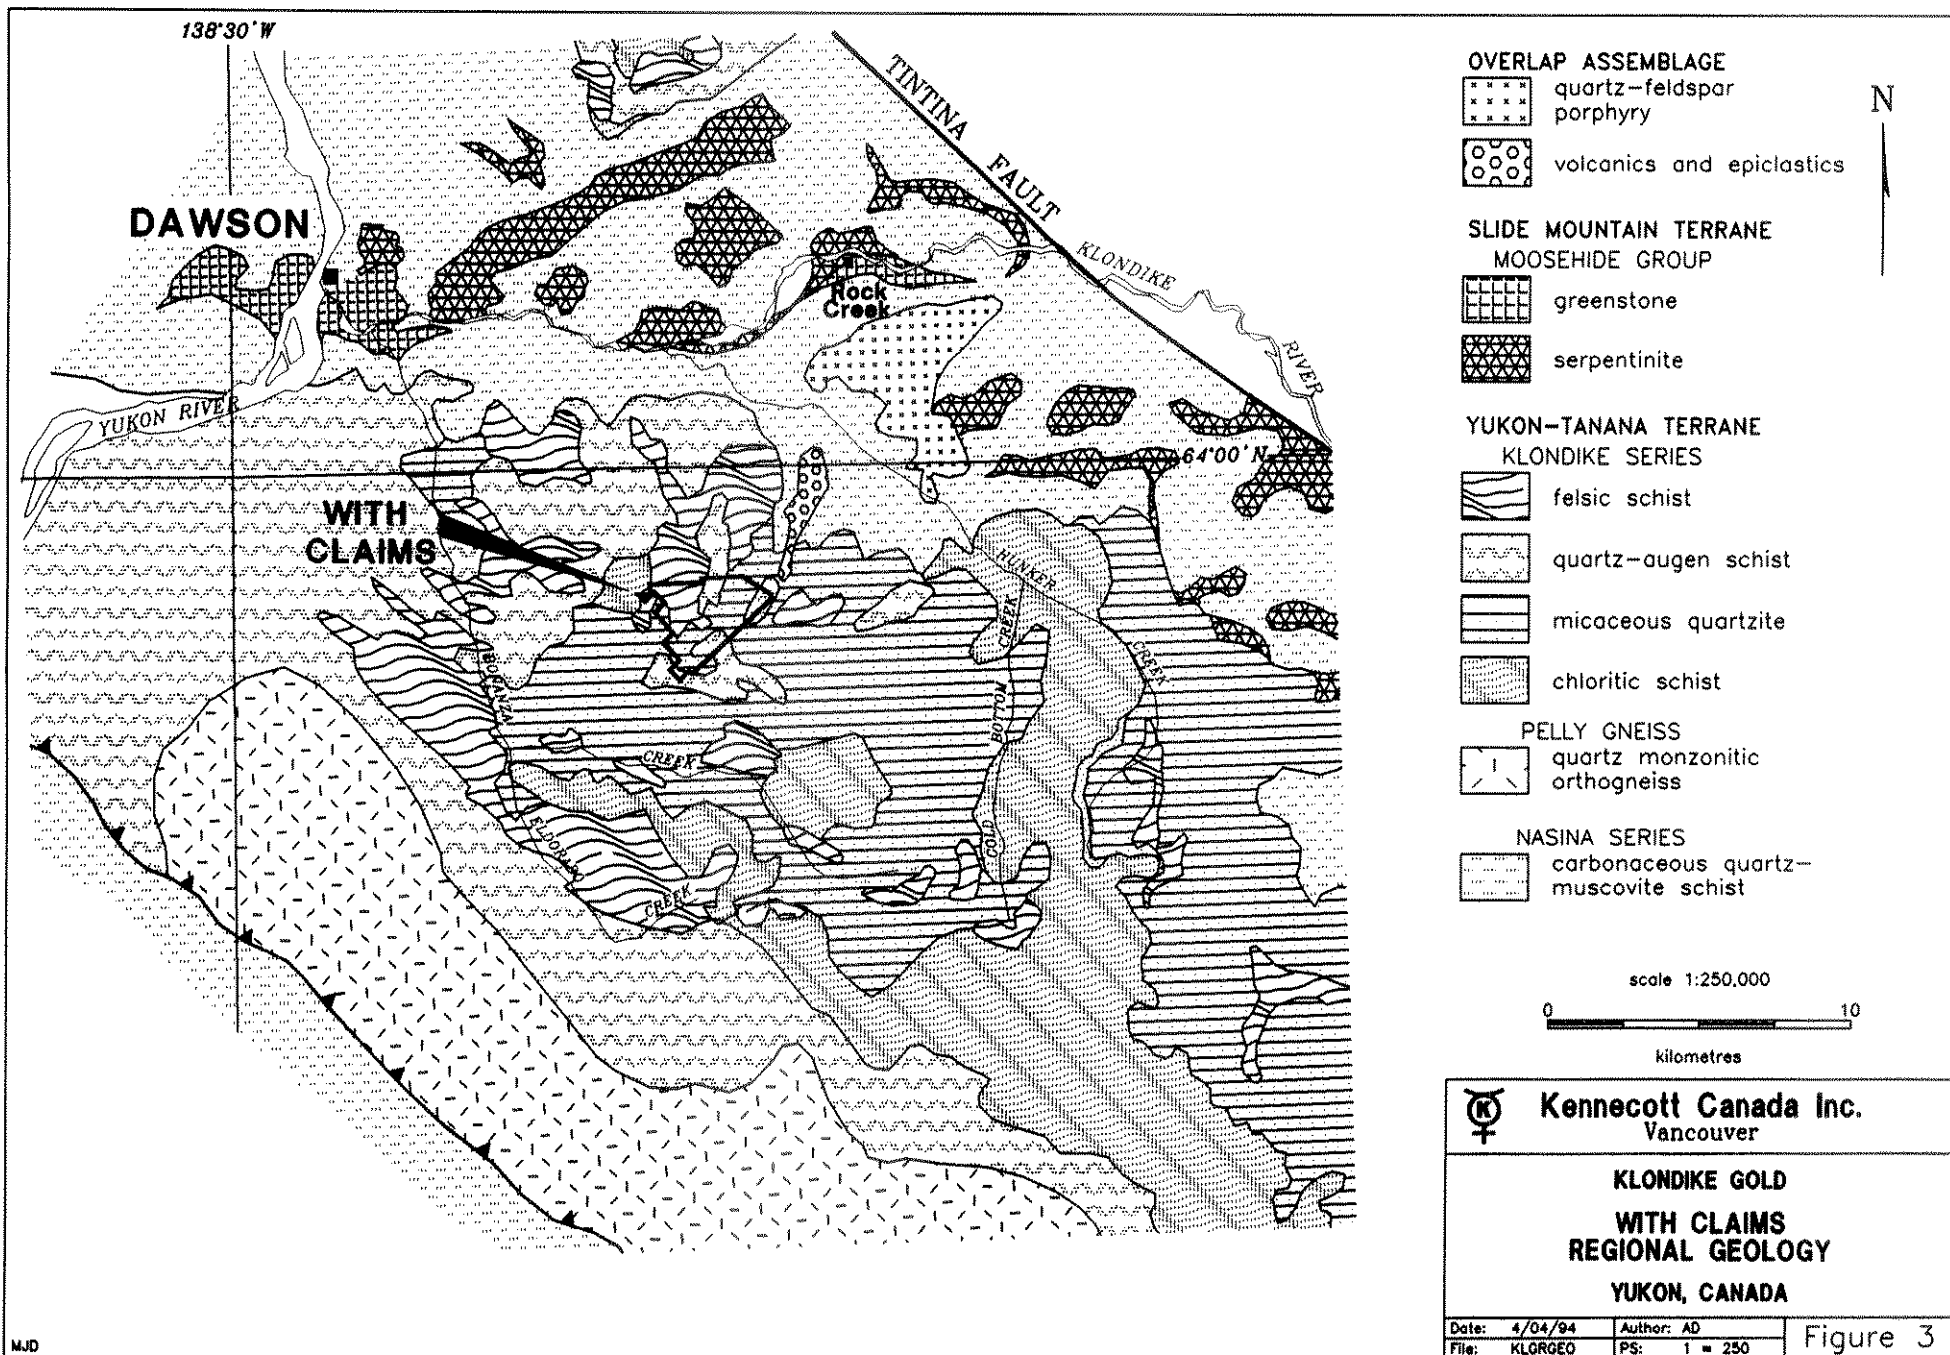 138°30'W
TINTINA FAULT
DAWSON
KLONDIKE
RIVER
Rock
Creek
YUKON RIVER
64°00'N
WITH
CLAIMS
HUNKER
CREEK
CREEK
BONANZA
BOTTOM
CREEK
GOLD
ELDORADO
CREEK
MJD
OVERLAP ASSEMBLAGE
quartz-feldspar
porphyry
volcanics and epiclastics
N
SLIDE MOUNTAIN TERRANE
MOOSEHIDE GROUP
greenstone
serpentinite
YUKON-TANANA TERRANE
KLONDIKE SERIES
felsic schist
quartz-augen schist
micaceous quartzite
chloritic schist
PELLY GNEISS
quartz monzonitic
orthogneiss
NASINA SERIES
carbonaceous quartz-
muscovite schist
scale 1:250,000
0 10
kilometres
K
Kennecott Canada Inc.
Vancouver
KLONDIKE GOLD
WITH CLAIMS
REGIONAL GEOLOGY
YUKON, CANADA
Date: 4/04/94 Author: AD
File: KLGRGEO PS: 1 = 250
Figure 3